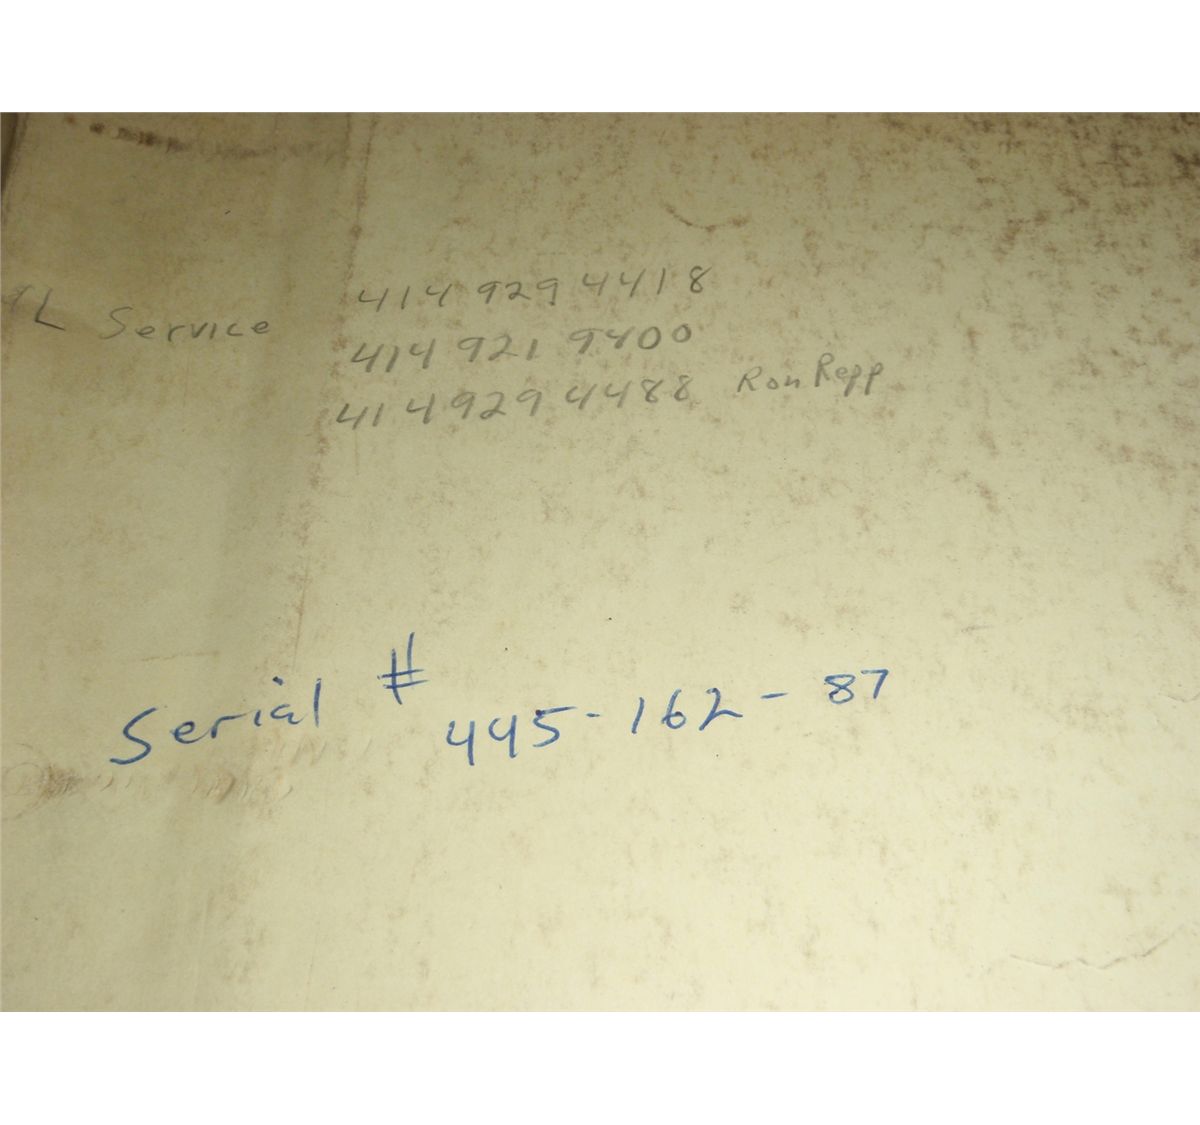 Service 414 929 4418
414 921 9400
414 929 4488 Ron Repp
Serial # 445-162-87